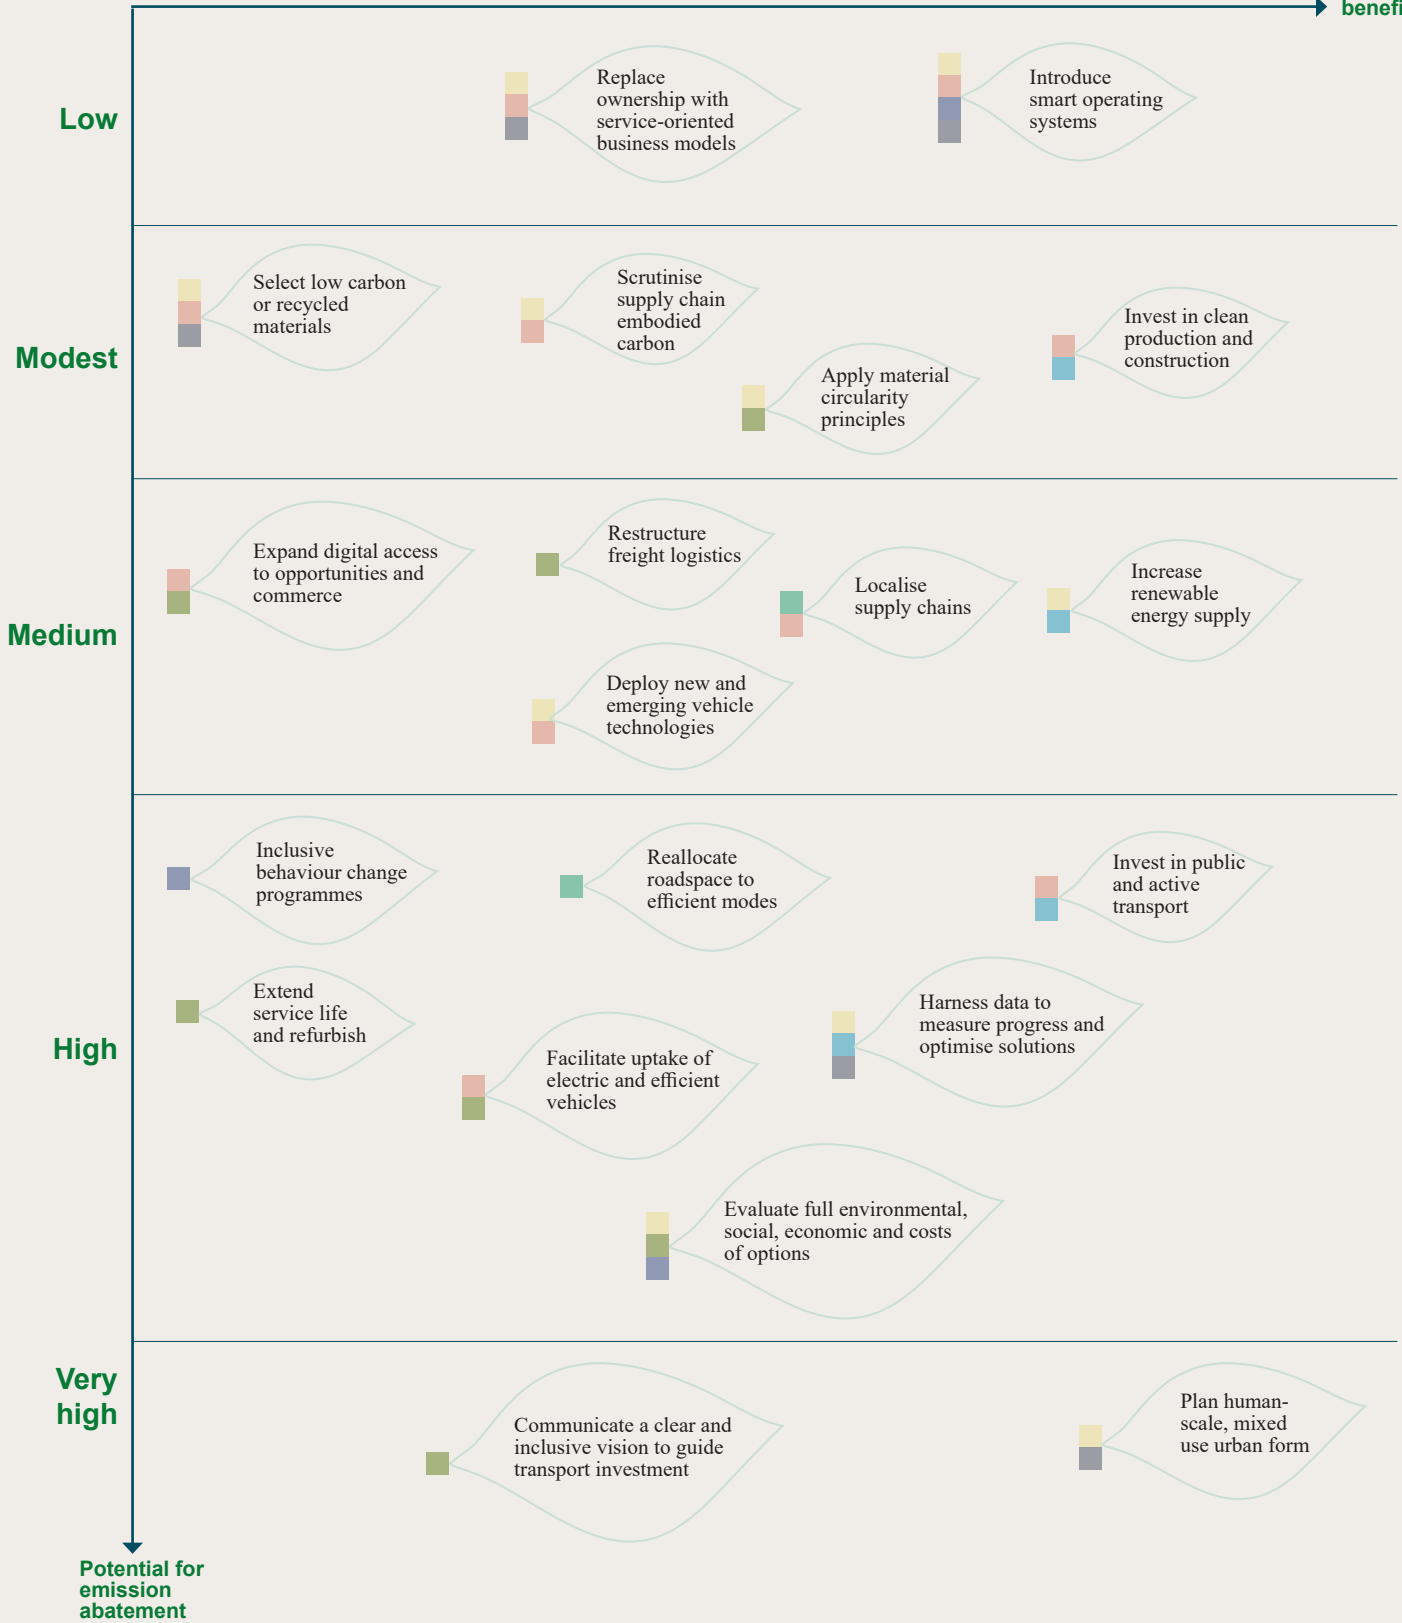 Low
Replace
ownership with
service-oriented
business models
Introduce
smart operating
systems
Modest
Select low carbon
or recycled
materials
Scrutinise
supply chain
embodied
carbon
Apply material
circularity
principles
Invest in clean
production and
construction
Medium
Expand digital access
to opportunities and
commerce
Restructure
freight logistics
Localise
supply chains
Increase
renewable
energy supply
Deploy new and
emerging vehicle
technologies
High
Inclusive
behaviour change
programmes
Reallocate
roadspace to
efficient modes
Invest in public
and active
transport
Extend
service life
and refurbish
Facilitate uptake of
electric and efficient
vehicles
Harness data to
measure progress and
optimise solutions
Evaluate full environmental,
social, economic and costs
of options
Very
high
Communicate a clear and
inclusive vision to guide
transport investment
Plan human-
scale, mixed
use urban form
Potential for
emission
abatement